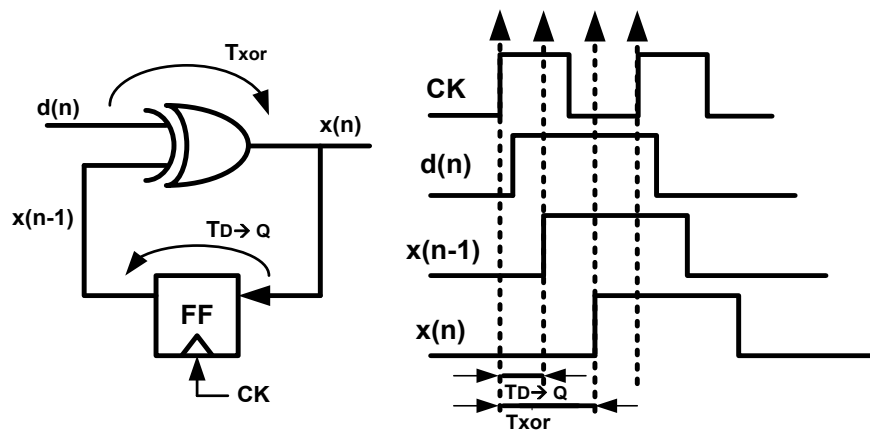 Txor
d(n)
x(n)
x(n-1)
TD→ Q
FF
CK
CK
d(n)
x(n-1)
x(n)
TD→ Q
Txor